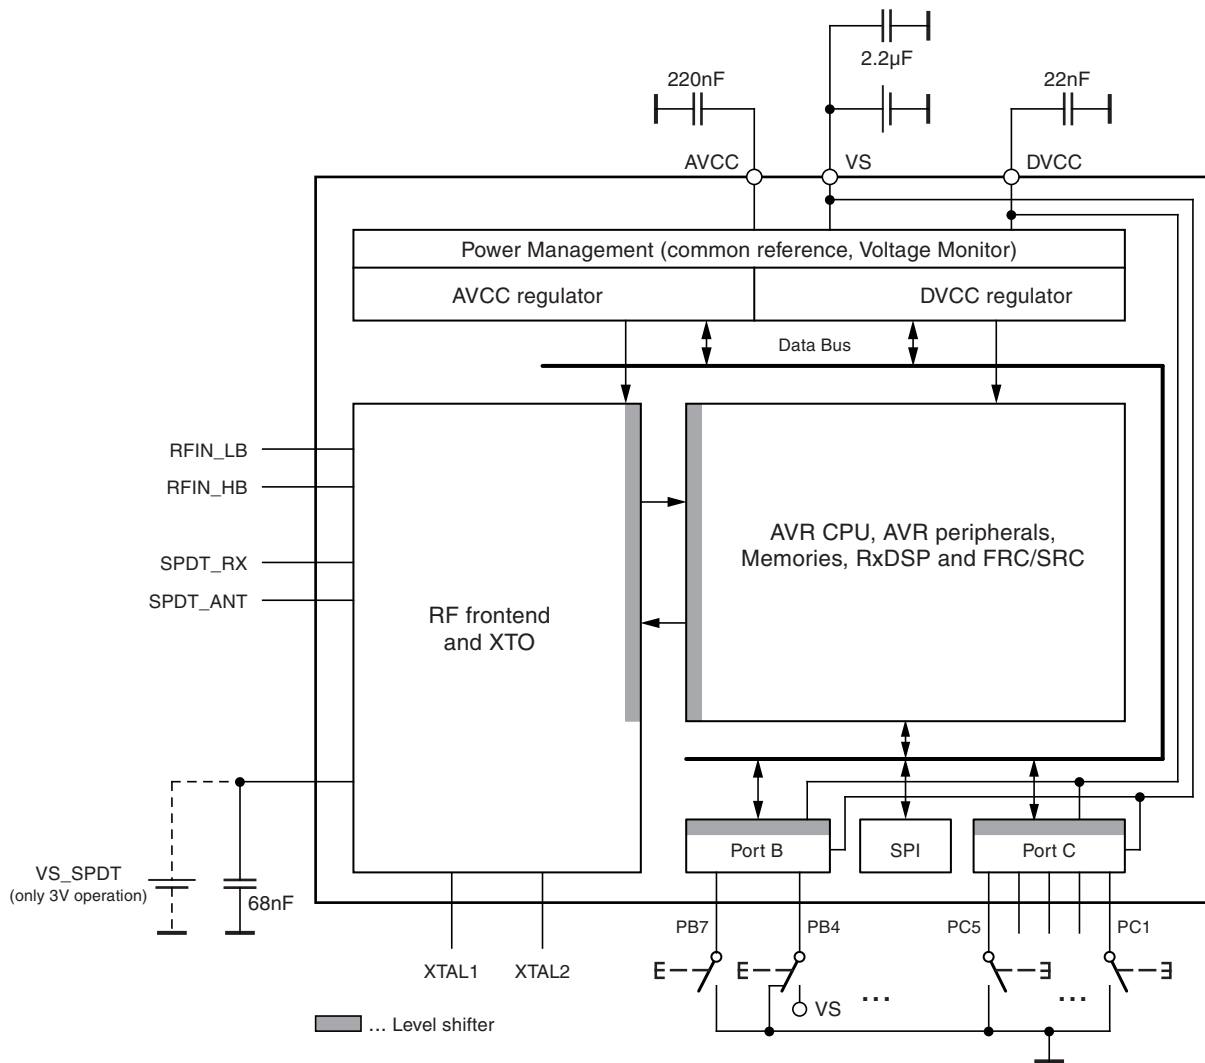 2.2µF
220nF
22nF
AVCC
VS
DVCC
Power Management (common reference, Voltage Monitor)
AVCC regulator
DVCC regulator
Data Bus
RFIN_LB
RFIN_HB
SPDT_RX
SPDT_ANT
RF frontend
and XTO
AVR CPU, AVR peripherals,
Memories, RxDSP and FRC/SRC
VS_SPDT
(only 3V operation)
68nF
Port B
SPI
Port C
PB7
PB4
PC5
PC1
XTAL1
XTAL2
VS
...
...
... Level shifter